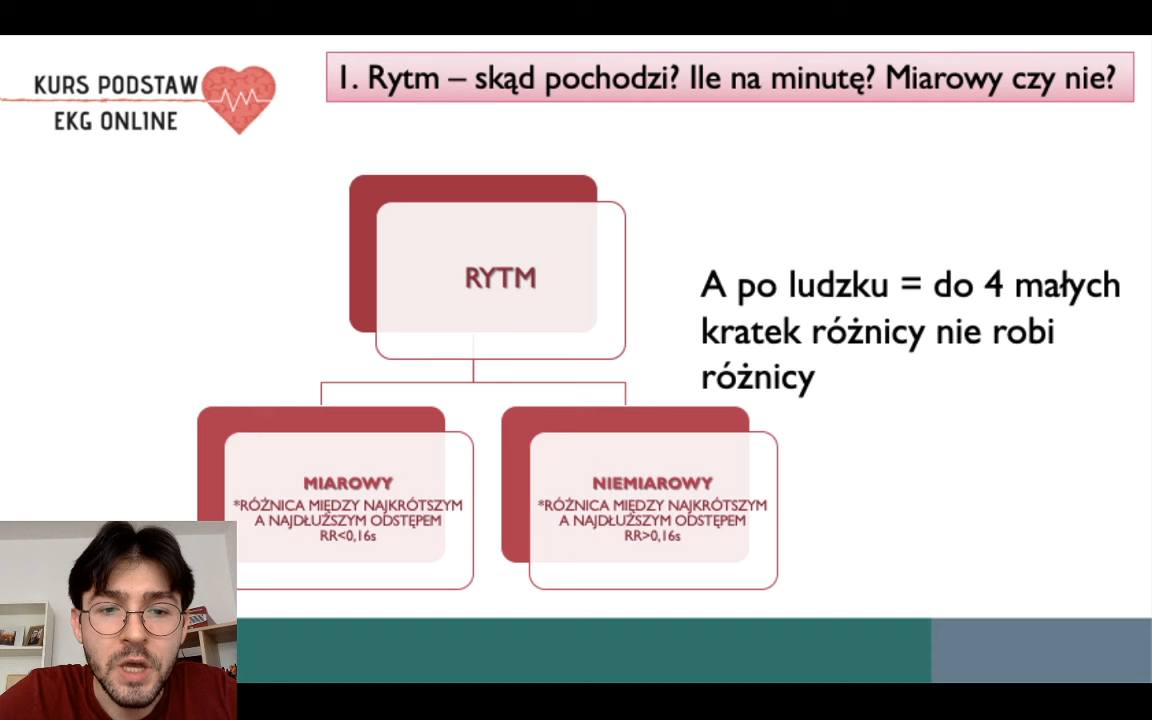 KURS PODSTAW
EKG ONLINE
1. Rytm – skąd pochodzi? Ile na minutę? Miarowy czy nie?
RYTM
A po ludzku = do 4 małych
kratek różnicy nie robi
różnicy
MIAROWY
*RÓŻNICA MIĘDZY NAJKRÓTSZYM
A NAJDŁUŻSZYM ODSTĘPEM
RR<0,16s
NIEMIAROWY
*RÓŻNICA MIĘDZY NAJKRÓTSZYM
A NAJDŁUŻSZYM ODSTĘPEM
RR>0,16s